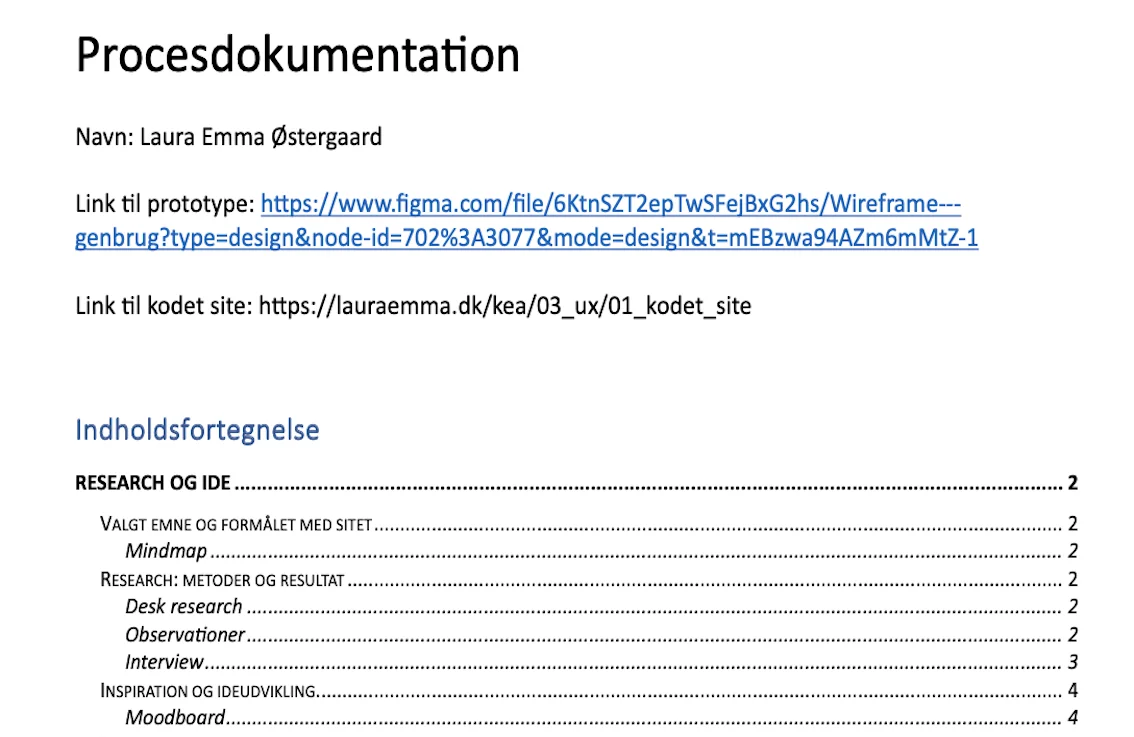 Procesdokumentation
Navn: Laura Emma Østergaard
Link til prototype: https://www.figma.com/file/6KtnSZT2epTwSFejBxG2hs/Wireframe---
genbrug?type=design&node-id=702%3A3077&mode=design&t=mEBzwa94AZm6mMtZ-1
Link til kodet site: https://lauraemma.dk/kea/03_ux/01_kodet_site
Indholdsfortegnelse
RESEARCH OG IDE ........................................................ 2
VALGT EMNE OG FORMÅLET MED SITET ........................................................ 2
Mindmap ........................................................ 2
RESEARCH: METODER OG RESULTAT ........................................................ 2
Desk research ........................................................ 2
Observationer ........................................................ 2
Interview ........................................................ 3
INSPIRATION OG IDEUDVIKLING ........................................................ 4
Moodboard ........................................................ 4